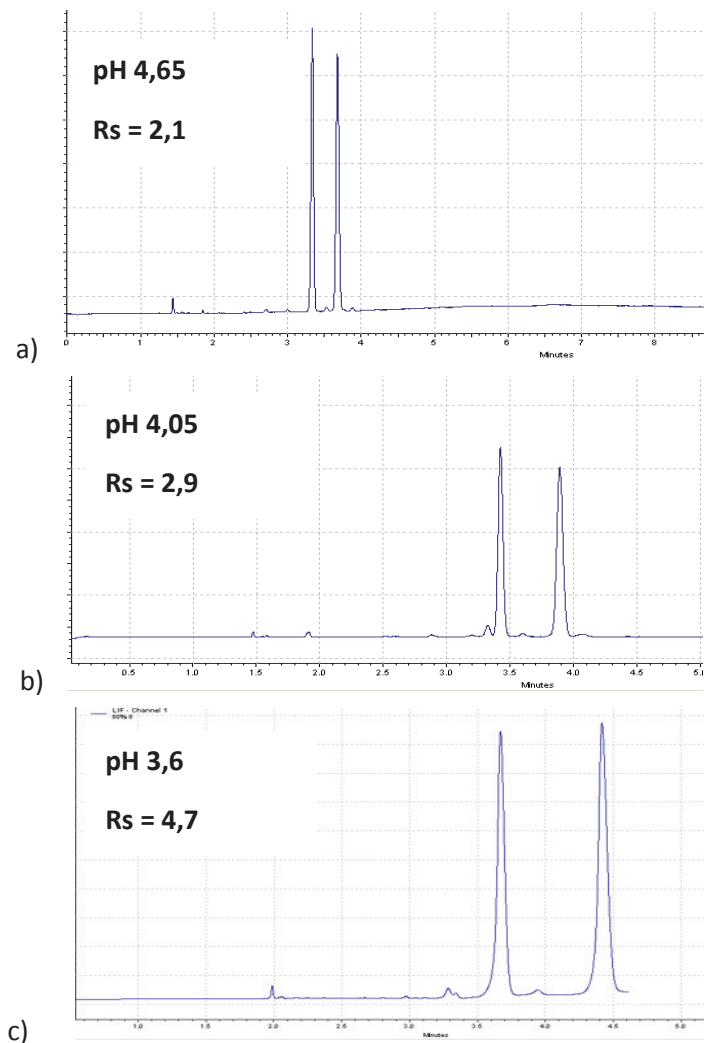 pH 4,65
Rs = 2,1
a)
0 1 2 3 4 5 6 7 8
Minutes
pH 4,05
Rs = 2,9
b)
0.5 1.0 1.5 2.0 2.5 3.0 3.5 4.0 4.5 5.0
Minutes
LIF - Channel 1
pH 3,6
Rs = 4,7
c)
1.0 1.5 2.0 2.5 3.0 3.5 4.0 4.5 5.0
Minutes